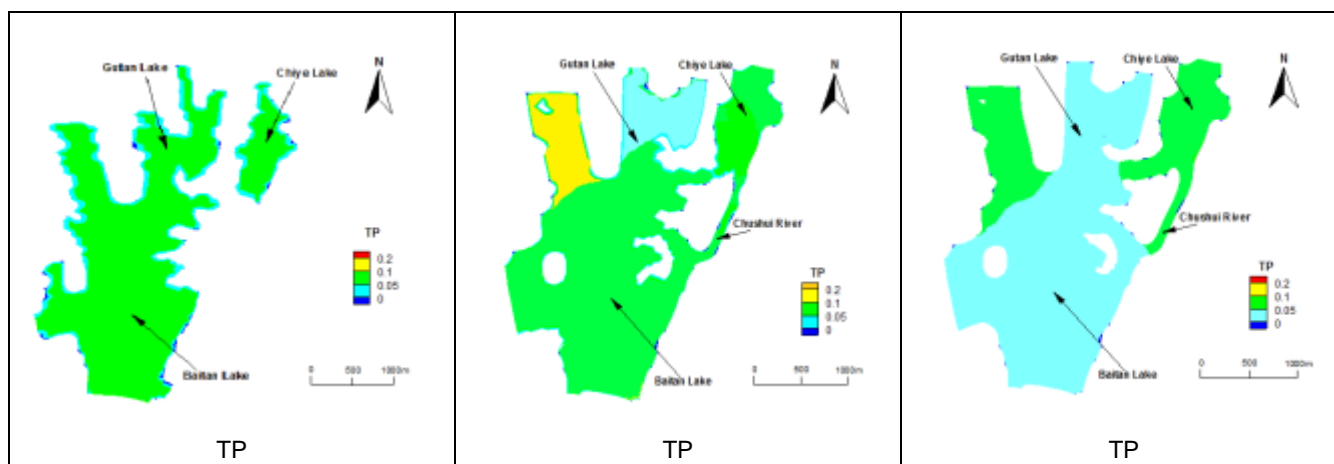 Gutan Lake
Chiye Lake
N
TP
0.2
0.1
0.05
0
Baitan lLake
0 500 1000m
TP
Gutan Lake
Chiye Lake
N
Chushui River
TP
0.2
0.1
0.05
0
Baitan Lake
0 500 1000m
TP
Gutan Lake
Chiye Lake
N
Chushui River
TP
0.2
0.1
0.05
0
Baitan Lake
0 500 1000m
TP